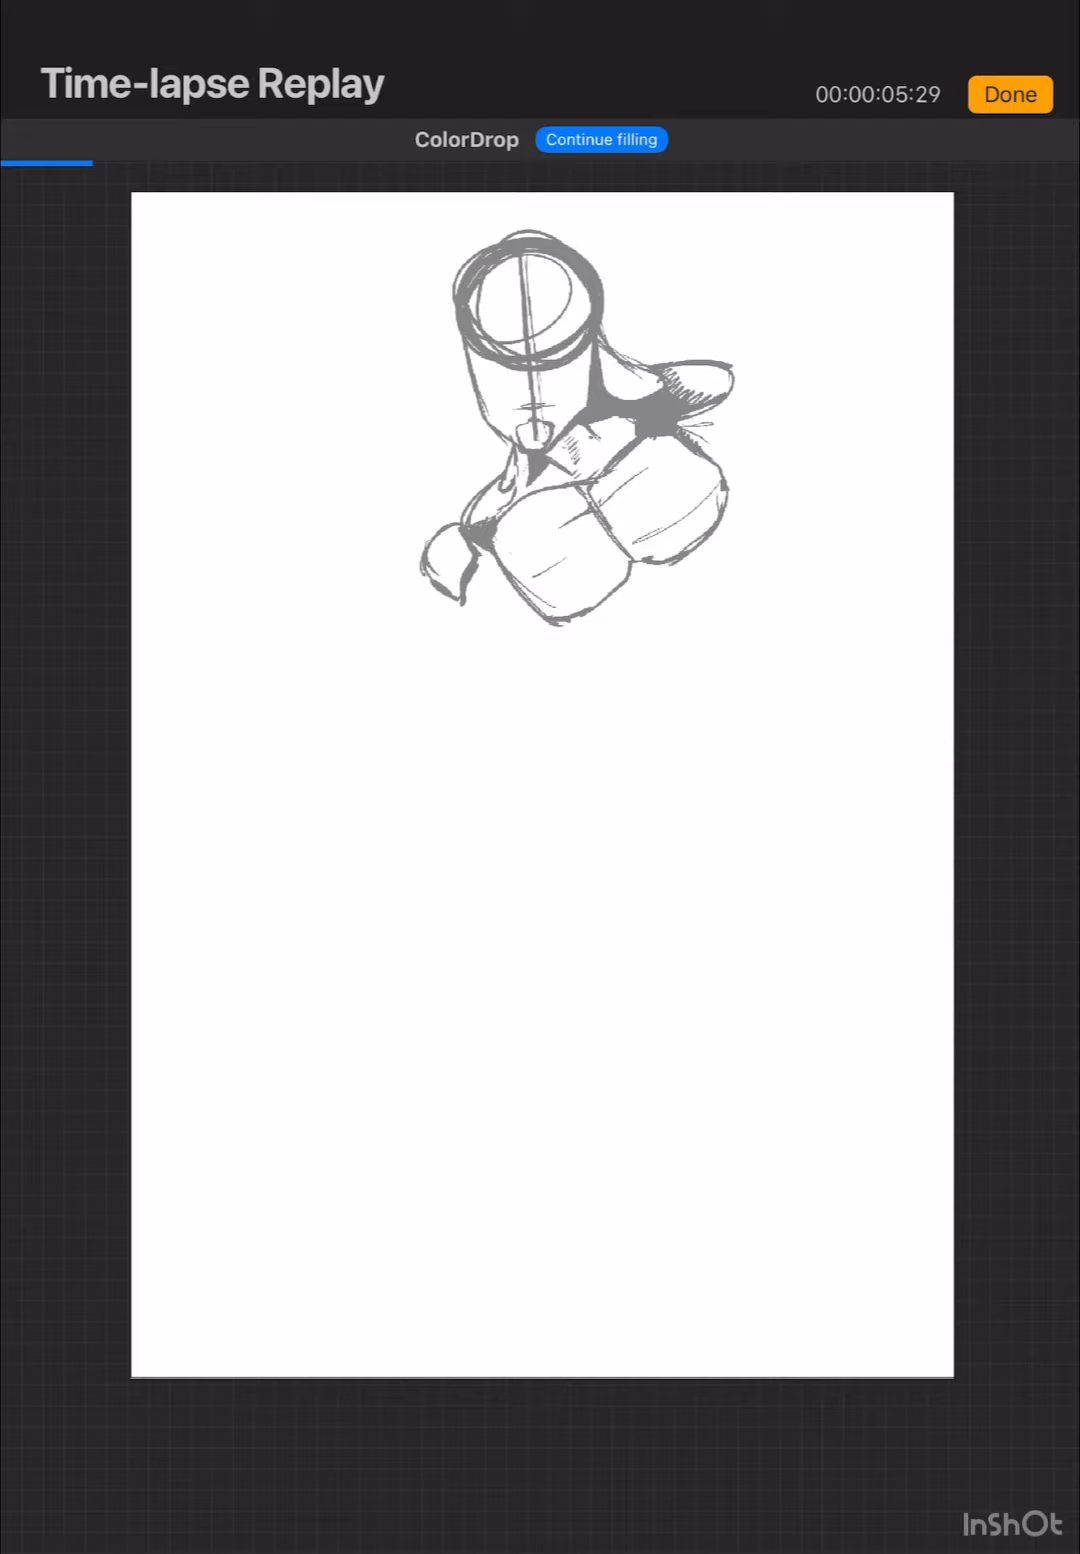 Time-lapse Replay
00:00:05:29
Done
ColorDrop
Continue filling
InShOt